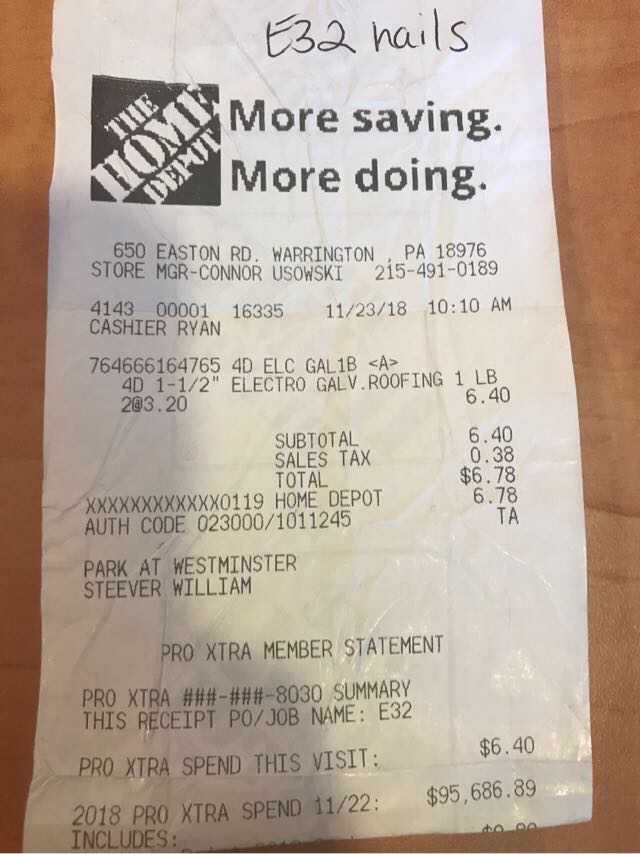 E32 nails
THE HOME DEPOT
More saving.
More doing.
650 EASTON RD. WARRINGTON , PA 18976
STORE MGR-CONNOR USOWSKI 215-491-0189
4143 00001 16335 11/23/18 10:10 AM
CASHIER RYAN
764666164765 4D ELC GAL1B <A>
4D 1-1/2" ELECTRO GALV.ROOFING 1 LB
2@3.20 6.40
SUBTOTAL 6.40
SALES TAX 0.38
TOTAL $6.78
XXXXXXXXXXXX0119 HOME DEPOT 6.78
AUTH CODE 023000/1011245 TA
PARK AT WESTMINSTER
STEEVER WILLIAM
PRO XTRA MEMBER STATEMENT
PRO XTRA ###-###-8030 SUMMARY
THIS RECEIPT PO/JOB NAME: E32
PRO XTRA SPEND THIS VISIT: $6.40
2018 PRO XTRA SPEND 11/22: $95,686.89
INCLUDES: